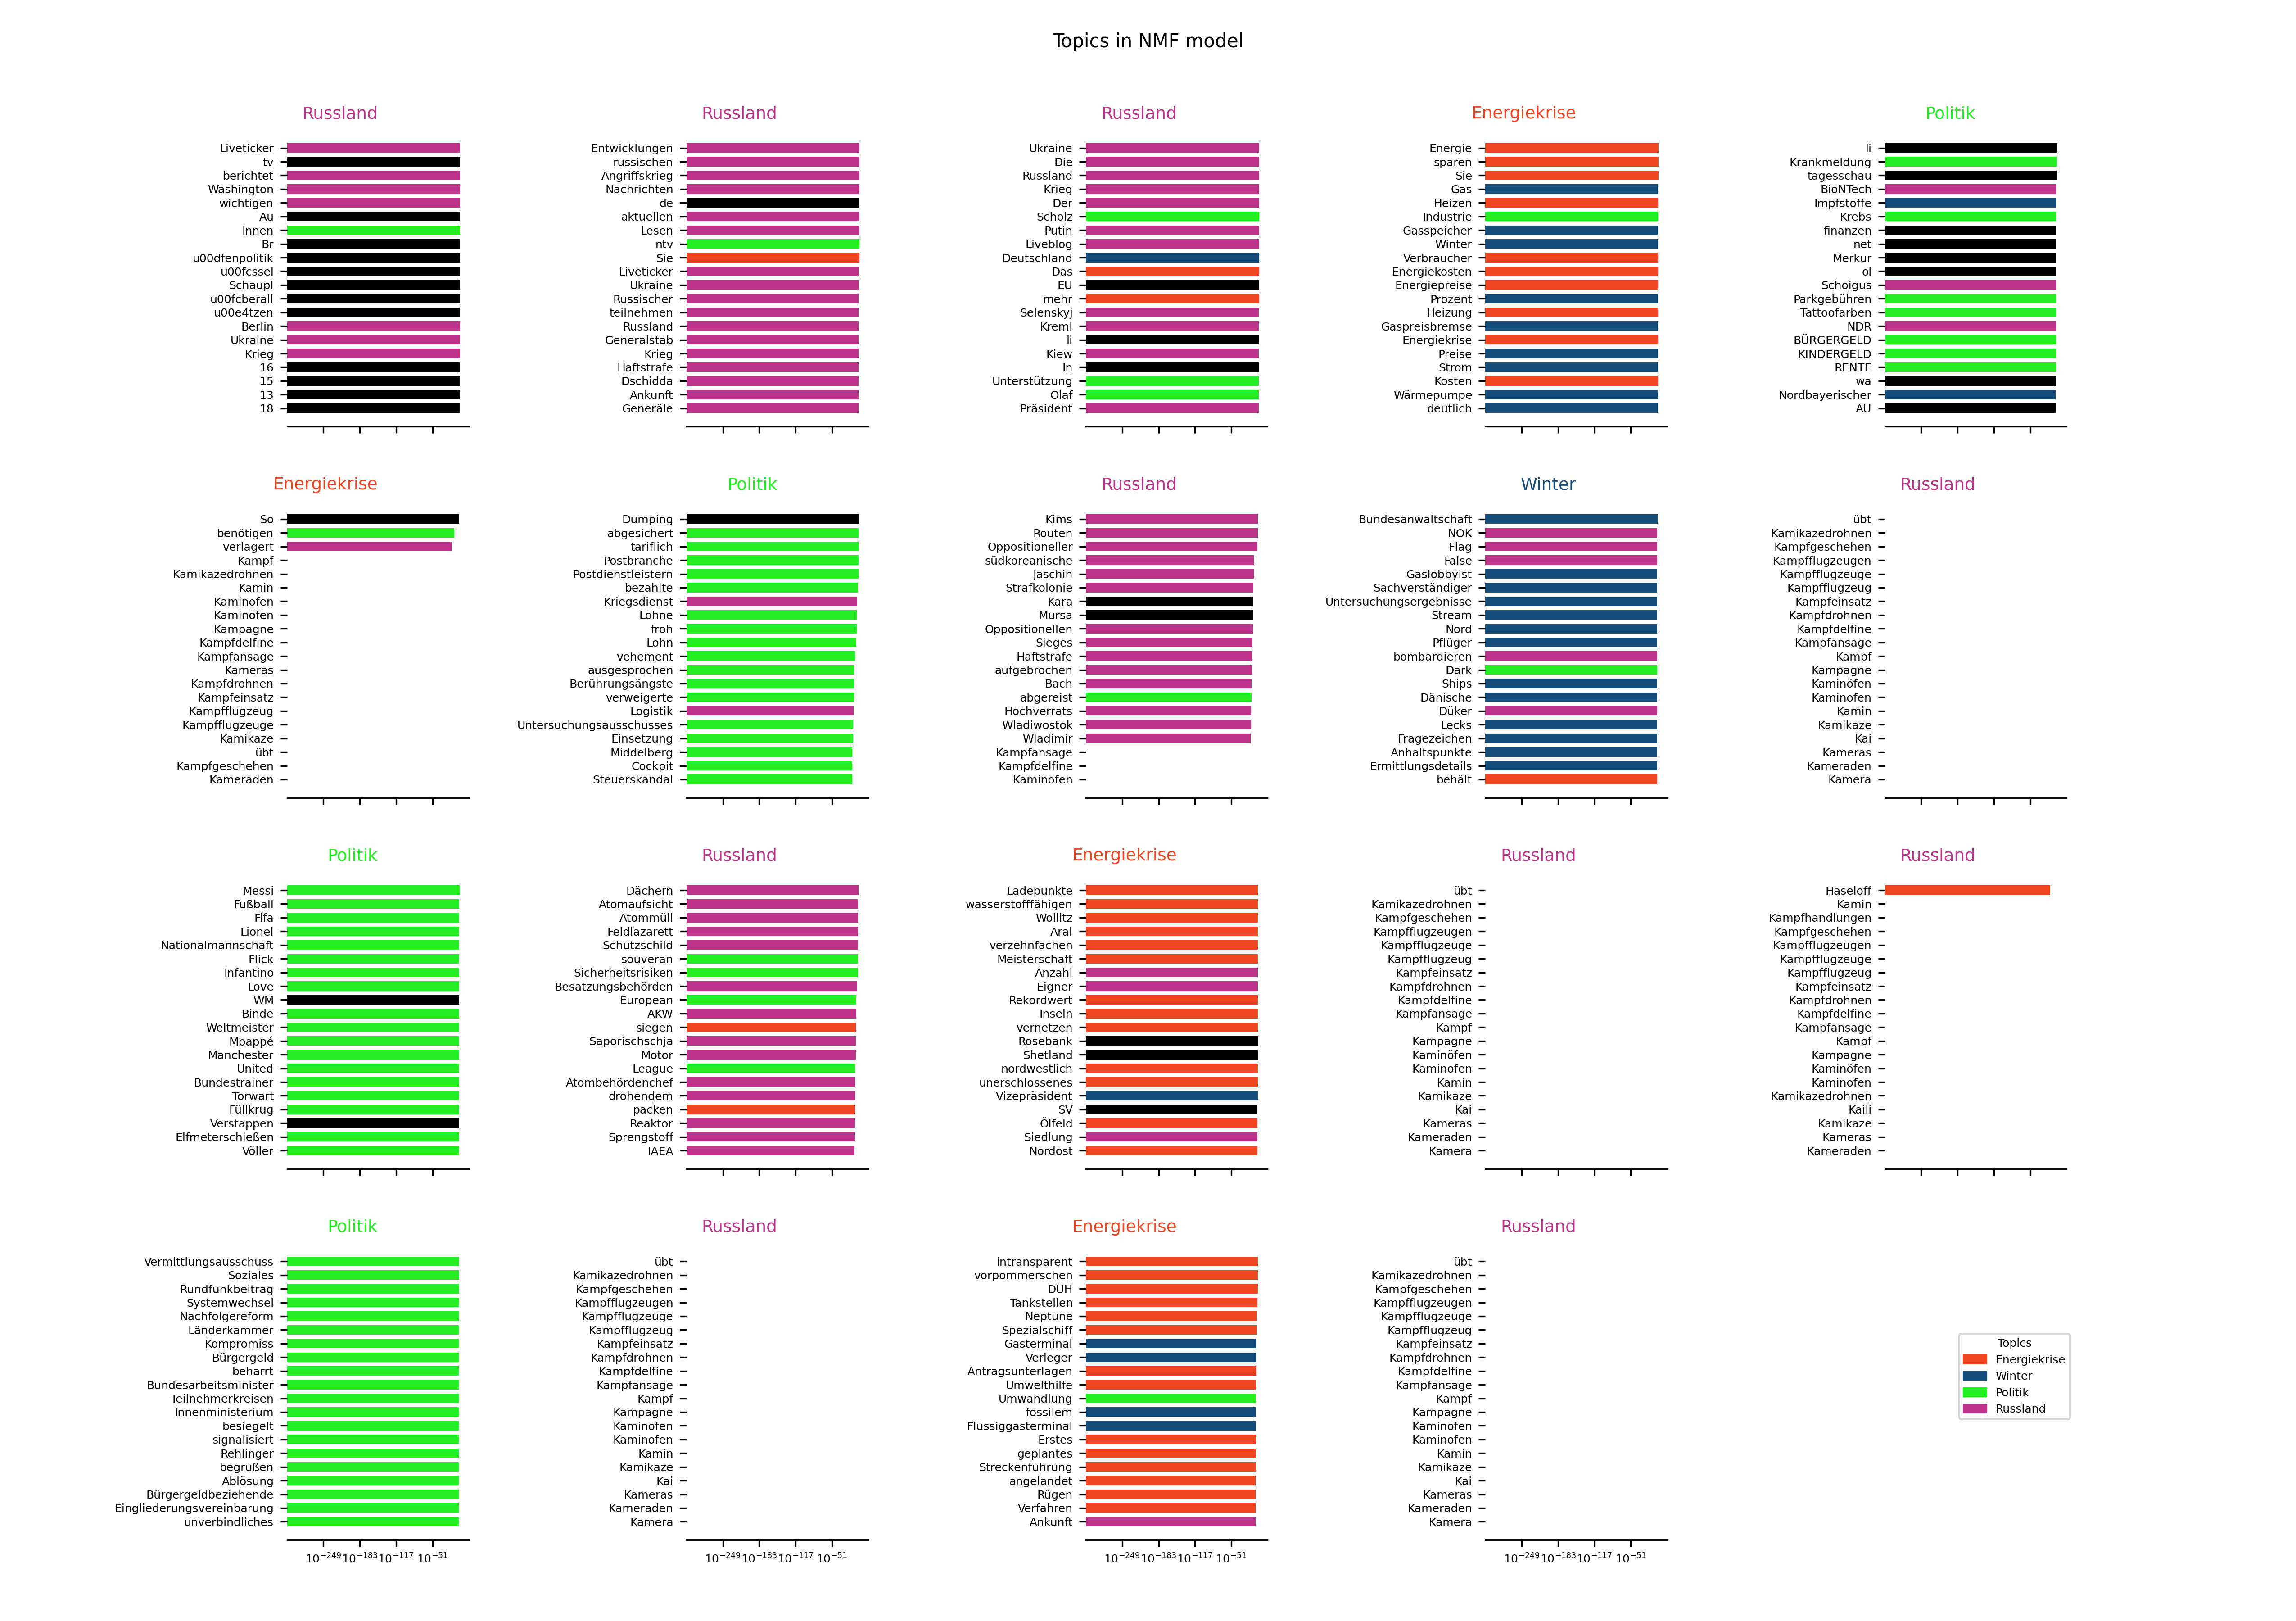 Topics in NMF model
Russland
Liveticker
tv
berichtet
Washington
wichtigen
Au
Innen
Br
u00dfenpolitik
u00fcssel
Schaupl
u00fcberall
u00e4tzen
Berlin
Ukraine
Krieg
16
15
13
18
Russland
Entwicklungen
russischen
Angriffskrieg
Nachrichten
de
aktuellen
Lesen
ntv
Sie
Liveticker
Ukraine
Russischer
teilnehmen
Russland
Generalstab
Krieg
Haftstrafe
Dschidda
Ankunft
Generäle
Russland
Ukraine
Die
Russland
Krieg
Der
Scholz
Putin
Liveblog
Deutschland
Das
EU
mehr
Selenskyj
Kreml
li
Kiew
In
Unterstützung
Olaf
Präsident
Energiekrise
Energie
sparen
Sie
Gas
Heizen
Industrie
Gasspeicher
Winter
Verbraucher
Energiekosten
Energiepreise
Prozent
Heizung
Gaspreisbremse
Energiekrise
Preise
Strom
Kosten
Wärmepumpe
deutlich
Politik
li
Krankmeldung
tagesschau
BioNTech
Impfstoffe
Krebs
finanzen
net
Merkur
ol
Schoigus
Parkgebühren
Tattoofarben
NDR
BÜRGERGELD
KINDERGELD
RENTE
wa
Nordbayerischer
AU
Energiekrise
So
benötigen
verlagert
Kampf
Kamikazedrohnen
Kamin
Kaminofen
Kaminöfen
Kampagne
Kampfdelfine
Kampfansage
Kameras
Kampfdrohnen
Kampfeinsatz
Kampfflugzeug
Kampfflugzeuge
Kamikaze
übt
Kampfgeschehen
Kameraden
Politik
Dumping
abgesichert
tariflich
Postbranche
Postdienstleistern
bezahlte
Kriegsdienst
Löhne
froh
Lohn
vehement
ausgesprochen
Berührungsängste
verweigerte
Logistik
Untersuchungsausschusses
Einsetzung
Middelberg
Cockpit
Steuerskandal
Russland
Kims
Routen
Oppositioneller
südkoreanische
Jaschin
Strafkolonie
Kara
Mursa
Oppositionellen
Sieges
Haftstrafe
aufgebrochen
Bach
abgereist
Hochverrats
Wladiwostok
Wladimir
Kampfansage
Kampfdelfine
Kaminofen
Winter
Bundesanwaltschaft
NOK
Flag
False
Gaslobbyist
Sachverständiger
Untersuchungsergebnisse
Stream
Nord
Pflüger
bombardieren
Dark
Ships
Dänische
Düker
Lecks
Fragezeichen
Anhaltspunkte
Ermittlungsdetails
behält
Russland
übt
Kamikazedrohnen
Kampfgeschehen
Kampfflugzeugen
Kampfflugzeuge
Kampfflugzeug
Kampfeinsatz
Kampfdrohnen
Kampfdelfine
Kampfansage
Kampf
Kampagne
Kaminöfen
Kaminofen
Kamin
Kamikaze
Kai
Kameras
Kameraden
Kamera
Politik
Messi
Fußball
Fifa
Lionel
Nationalmannschaft
Flick
Infantino
Love
WM
Binde
Weltmeister
Mbappé
Manchester
United
Bundestrainer
Torwart
Füllkrug
Verstappen
Elfmeterschießen
Völler
Russland
Dächern
Atomaufsicht
Atommüll
Feldlazarett
Schutzschild
souverän
Sicherheitsrisiken
Besatzungsbehörden
European
AKW
siegen
Saporischschja
Motor
League
Atombehördenchef
drohendem
packen
Reaktor
Sprengstoff
IAEA
Energiekrise
Ladepunkte
wasserstofffähigen
Wollitz
Aral
verzehnfachen
Meisterschaft
Anzahl
Eigner
Rekordwert
Inseln
vernetzen
Rosebank
Shetland
nordwestlich
unerschlossenes
Vizepräsident
SV
Ölfeld
Siedlung
Nordost
Russland
übt
Kamikazedrohnen
Kampfgeschehen
Kampfflugzeugen
Kampfflugzeuge
Kampfflugzeug
Kampfeinsatz
Kampfdrohnen
Kampfdelfine
Kampfansage
Kampf
Kampagne
Kaminöfen
Kaminofen
Kamin
Kamikaze
Kai
Kameras
Kameraden
Kamera
Russland
Haseloff
Kamin
Kampfhandlungen
Kampfgeschehen
Kampfflugzeugen
Kampfflugzeuge
Kampfflugzeug
Kampfeinsatz
Kampfdrohnen
Kampfdelfine
Kampfansage
Kampf
Kampagne
Kaminöfen
Kaminofen
Kamikazedrohnen
Kaili
Kamikaze
Kameras
Kameraden
Politik
Vermittlungsausschuss
Soziales
Rundfunkbeitrag
Systemwechsel
Nachfolgereform
Länderkammer
Kompromiss
Bürgergeld
beharrt
Bundesarbeitsminister
Teilnehmerkreisen
Innenministerium
besiegelt
signalisiert
Rehlinger
begrüßen
Ablösung
Bürgergeldbeziehende
Eingliederungsvereinbarung
unverbindliches
10^-249 10^-183 10^-117 10^-51
Russland
übt
Kamikazedrohnen
Kampfgeschehen
Kampfflugzeugen
Kampfflugzeuge
Kampfflugzeug
Kampfeinsatz
Kampfdrohnen
Kampfdelfine
Kampfansage
Kampf
Kampagne
Kaminöfen
Kaminofen
Kamin
Kamikaze
Kai
Kameras
Kameraden
Kamera
10^-249 10^-183 10^-117 10^-51
Energiekrise
intransparent
vorpommerschen
DUH
Tankstellen
Neptune
Spezialschiff
Gasterminal
Verleger
Antragsunterlagen
Umwelthilfe
Umwandlung
fossilem
Flüssiggasterminal
Erstes
geplantes
Streckenführung
angelandet
Rügen
Verfahren
Ankunft
10^-249 10^-183 10^-117 10^-51
Russland
übt
Kamikazedrohnen
Kampfgeschehen
Kampfflugzeugen
Kampfflugzeuge
Kampfflugzeug
Kampfeinsatz
Kampfdrohnen
Kampfdelfine
Kampfansage
Kampf
Kampagne
Kaminöfen
Kaminofen
Kamin
Kamikaze
Kai
Kameras
Kameraden
Kamera
10^-249 10^-183 10^-117 10^-51
Topics
Energiekrise
Winter
Politik
Russland